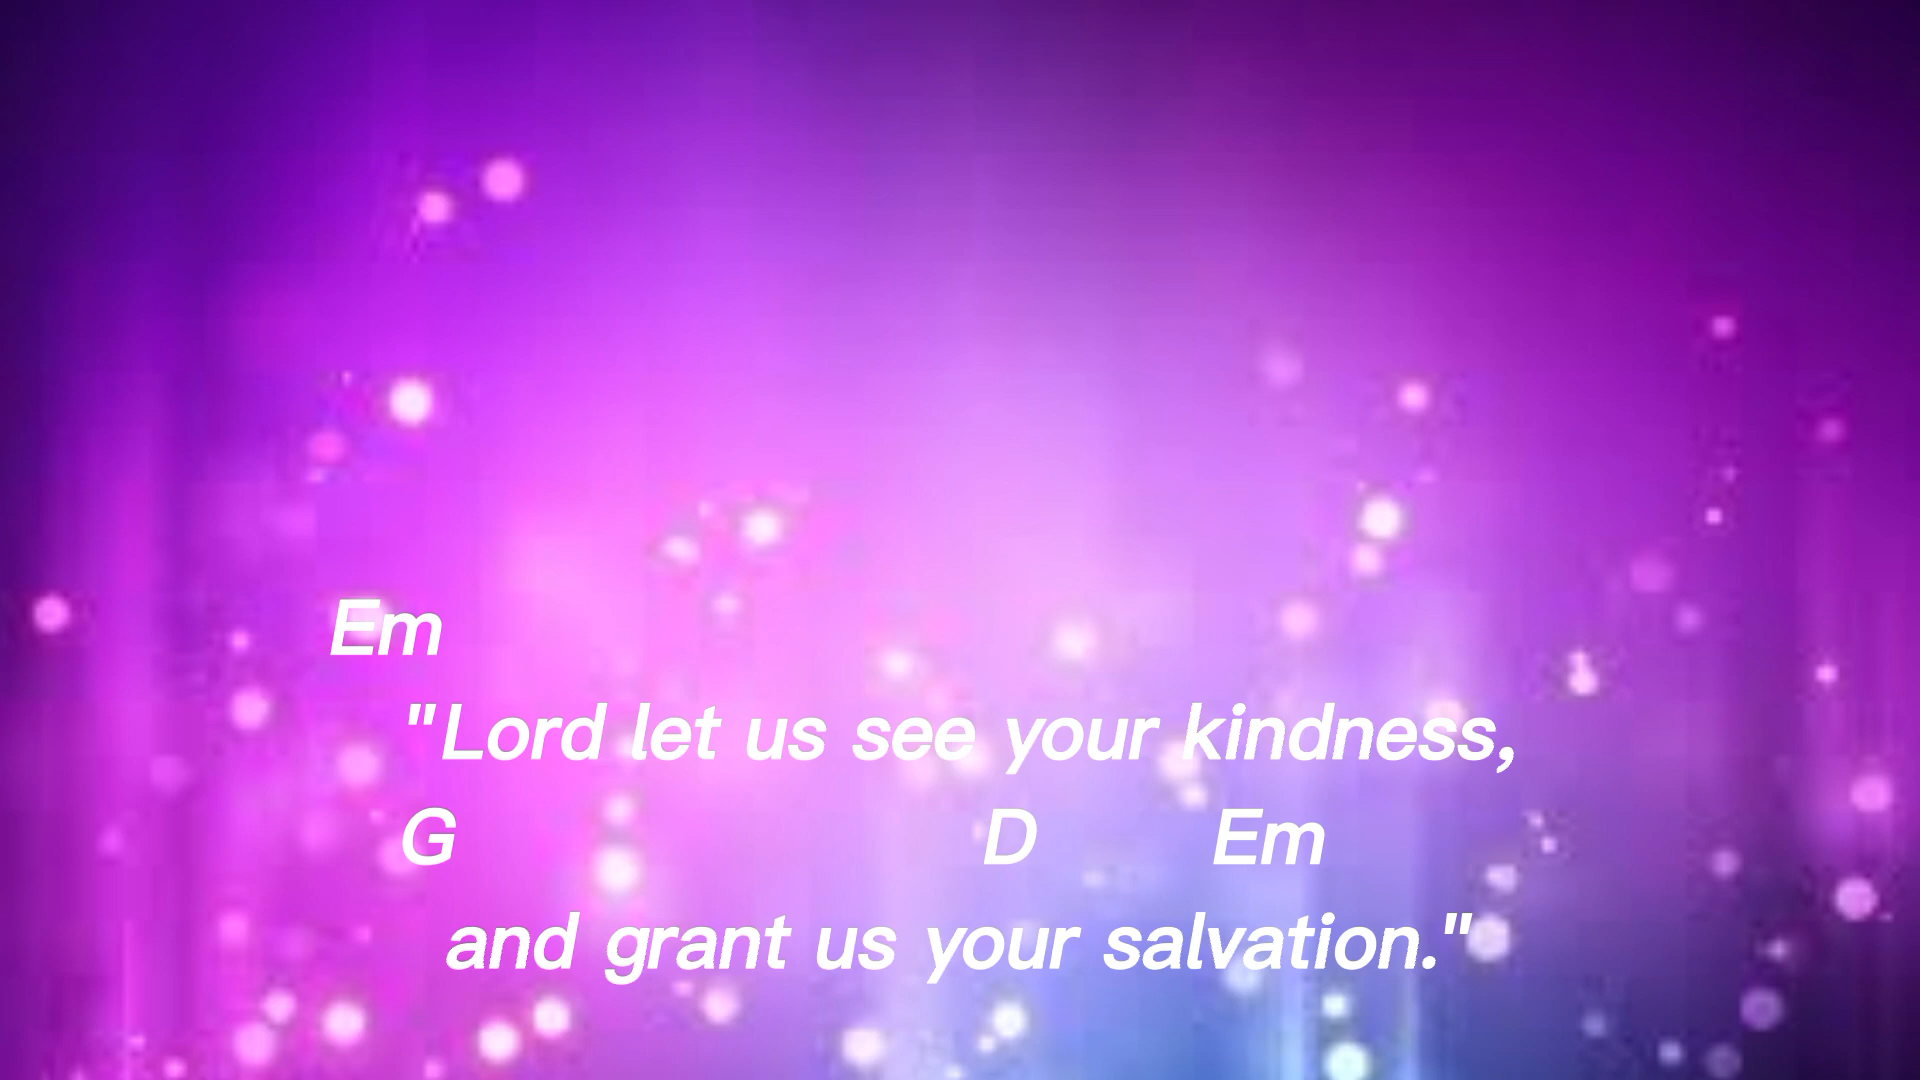 Em
"Lord let us see your kindness,
G D Em
and grant us your salvation."